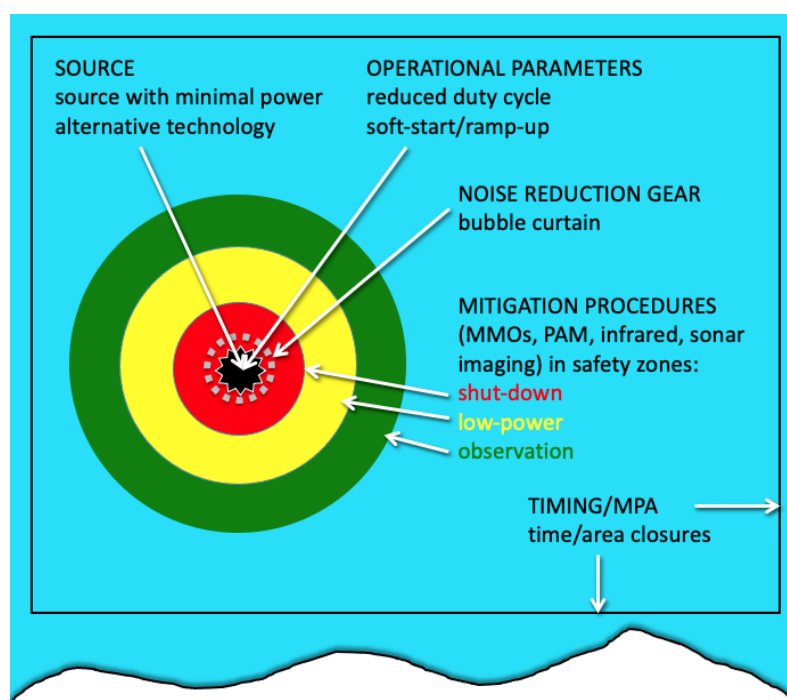 SOURCE
source with minimal power
alternative technology
OPERATIONAL PARAMETERS
reduced duty cycle
soft-start/ramp-up
NOISE REDUCTION GEAR
bubble curtain
MITIGATION PROCEDURES
(MMOs, PAM, infrared, sonar
imaging) in safety zones:
shut-down
low-power
observation
TIMING/MPA
time/area closures